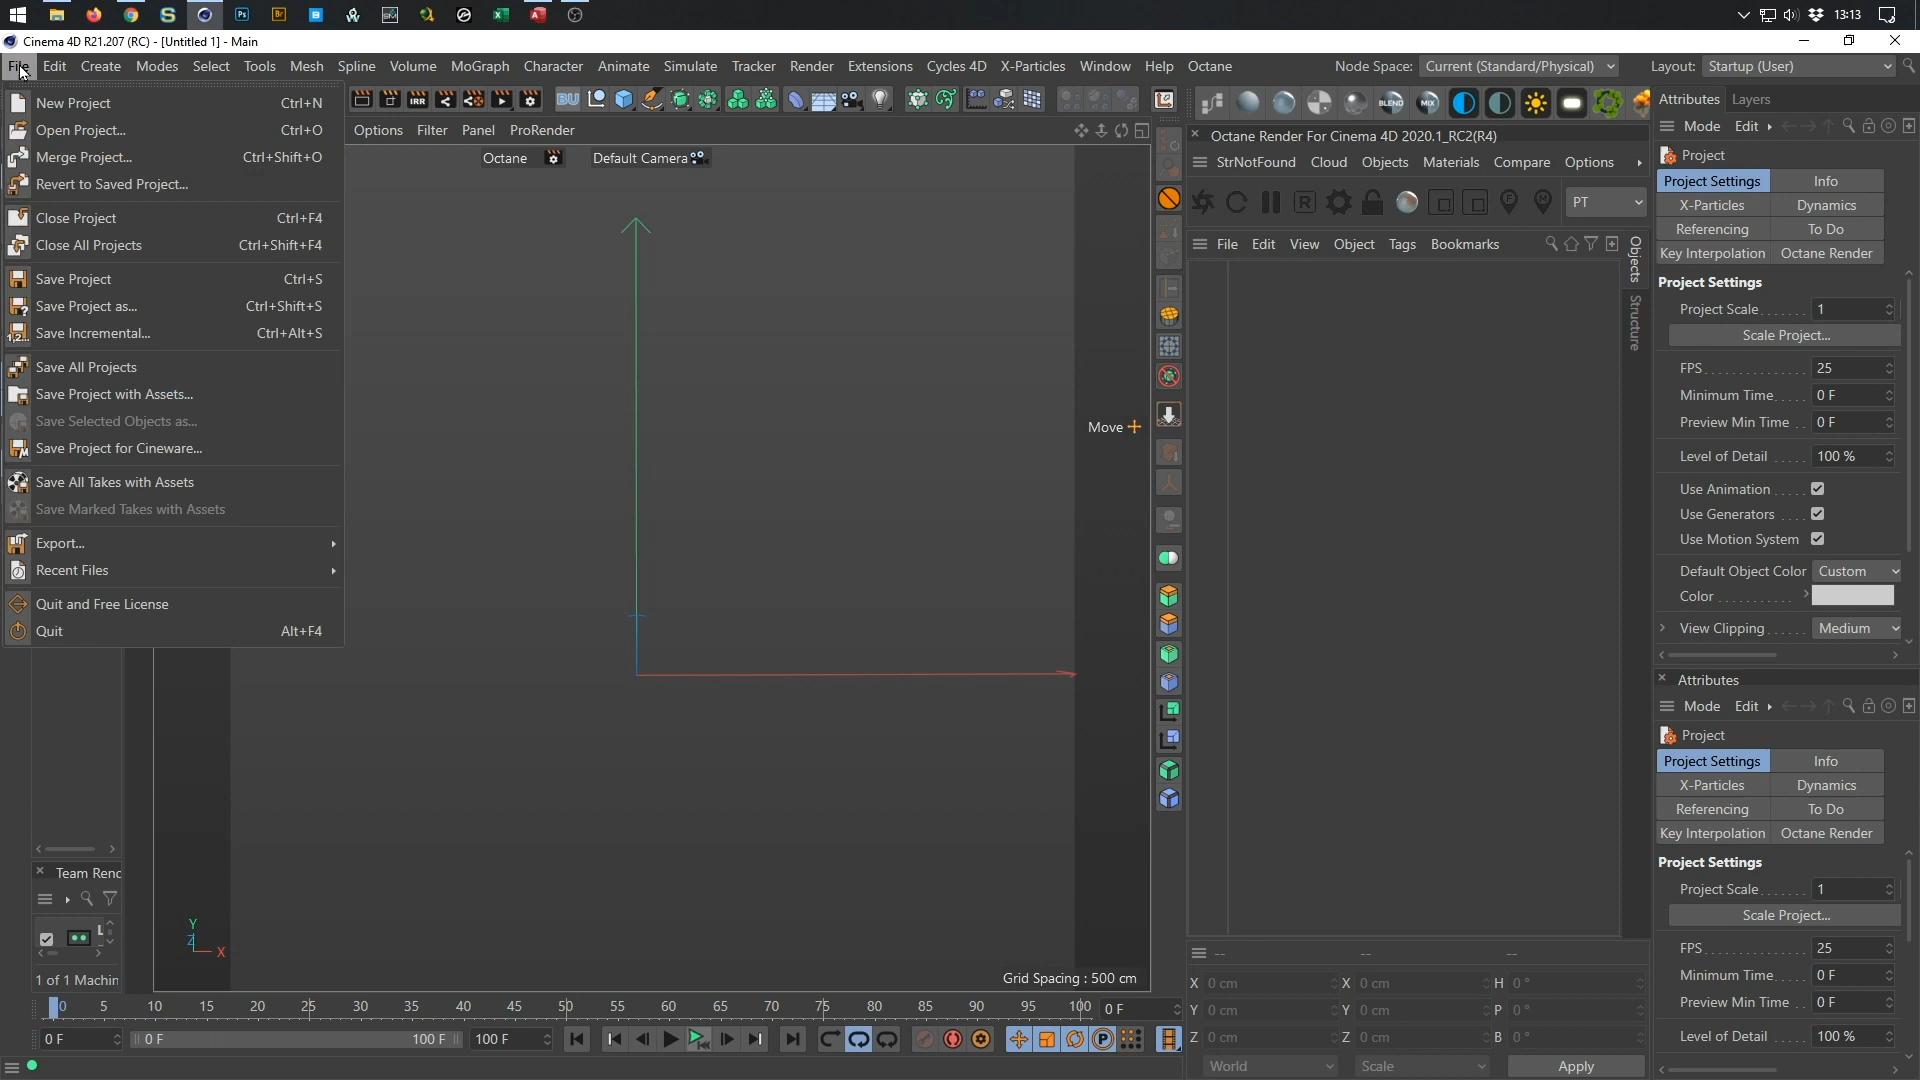 13:13
Cinema 4D R21.207 (RC) - [Untitled 1] - Main
File Edit Create Modes Select Tools Mesh Spline Volume MoGraph Character Animate Simulate Tracker Render Extensions Cycles 4D X-Particles Window Help Octane Node Space: Current (Standard/Physical) Layout: Startup (User)
New Project Ctrl+N
Open Project... Ctrl+O
Merge Project... Ctrl+Shift+O
Revert to Saved Project...
Close Project Ctrl+F4
Close All Projects Ctrl+Shift+F4
Save Project Ctrl+S
Save Project as... Ctrl+Shift+S
Save Incremental... Ctrl+Alt+S
Save All Projects
Save Project with Assets...
Save Selected Objects as...
Save Project for Cineware...
Save All Takes with Assets
Save Marked Takes with Assets
Export...
Recent Files
Quit and Free License
Quit Alt+F4
IRR BU BLEND MIX
Options Filter Panel ProRender
Octane Default Camera
Move
Y
Z X
Grid Spacing : 500 cm
Team Rend
1 of 1 Machin
0 5 10 15 20 25 30 35 40 45 50 55 60 65 70 75 80 85 90 95 100 0 F
0 F 0 F 100 F 100 F
Octane Render For Cinema 4D 2020.1_RC2(R4)
StrNotFound Cloud Objects Materials Compare Options
R F M PT
File Edit View Object Tags Bookmarks
Objects
Structure
-- -- --
X 0 cm X 0 cm H 0°
Y 0 cm Y 0 cm P 0°
Z 0 cm Z 0 cm B 0°
World Scale Apply
Attributes Layers
Mode Edit
Project
Project Settings Info
X-Particles Dynamics
Referencing To Do
Key Interpolation Octane Render
Project Settings
Project Scale....... 1
Scale Project...
FPS............... 25
Minimum Time..... 0 F
Preview Min Time .. 0 F
Level of Detail ..... 100 %
Use Animation....
Use Generators ....
Use Motion System
Default Object Color Custom
Color ...........
View Clipping...... Medium
Attributes
Mode Edit
Project
Project Settings Info
X-Particles Dynamics
Referencing To Do
Key Interpolation Octane Render
Project Settings
Project Scale....... 1
Scale Project...
FPS............... 25
Minimum Time..... 0 F
Preview Min Time .. 0 F
Level of Detail ..... 100 %